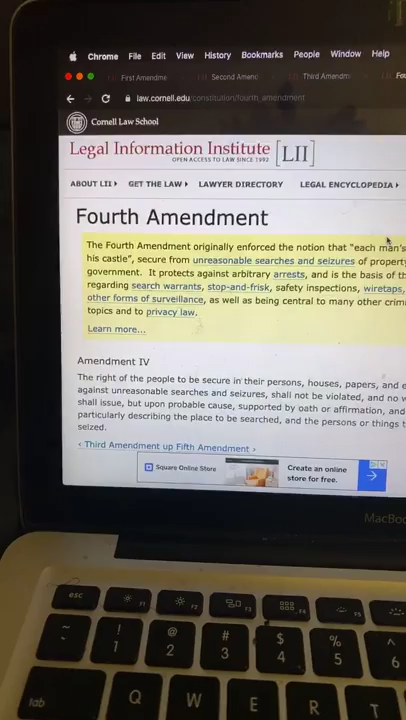 Chrome File Edit View History Bookmarks People Window Help
First Amendme Second Amenc Third Amendm Fou
law.cornell.edu/constitution/fourth_amendment
Cornell Law School
Legal Information Institute [LII]
OPEN ACCESS TO LAW SINCE 1992
ABOUT LII GET THE LAW LAWYER DIRECTORY LEGAL ENCYCLOPEDIA
Fourth Amendment
The Fourth Amendment originally enforced the notion that “each man’s
his castle”, secure from unreasonable searches and seizures of property
government. It protects against arbitrary arrests, and is the basis of th
regarding search warrants, stop-and-frisk, safety inspections, wiretaps,
other forms of surveillance, as well as being central to many other crim
topics and to privacy law.
Learn more...
Amendment IV
The right of the people to be secure in their persons, houses, papers, and e
against unreasonable searches and seizures, shall not be violated, and no w
shall issue, but upon probable cause, supported by oath or affirmation, and
particularly describing the place to be searched, and the persons or things t
seized.
‹ Third Amendment up Fifth Amendment ›
Square Online Store
Create an online
store for free.
MacBoo
esc F1 F2 F3 F4 F5
~ ! @ # $ % ^
1 2 3 4 5 6
tab Q W E R T